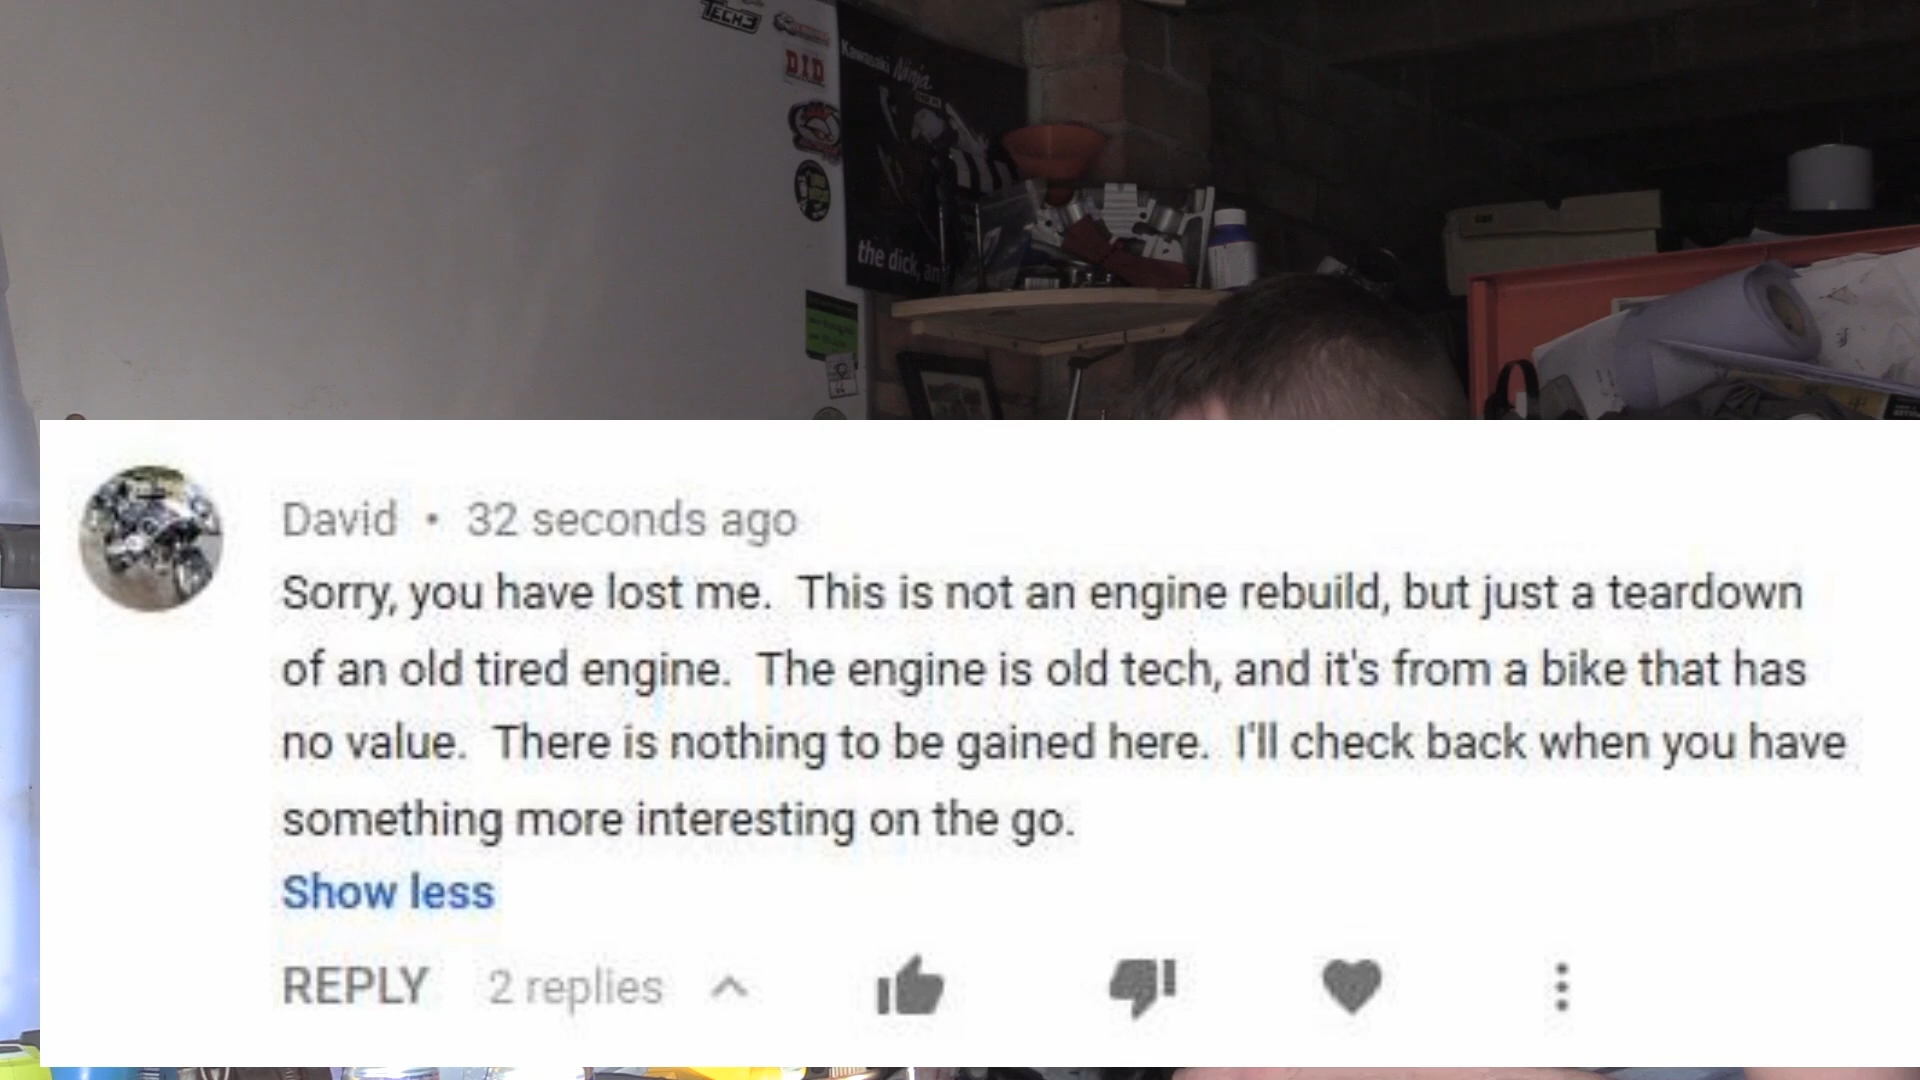 TECH3
D.I.D
Kawasaki Ninja
the dick, an
David • 32 seconds ago
Sorry, you have lost me. This is not an engine rebuild, but just a teardown
of an old tired engine. The engine is old tech, and it's from a bike that has
no value. There is nothing to be gained here. I'll check back when you have
something more interesting on the go.
Show less
REPLY 2 replies